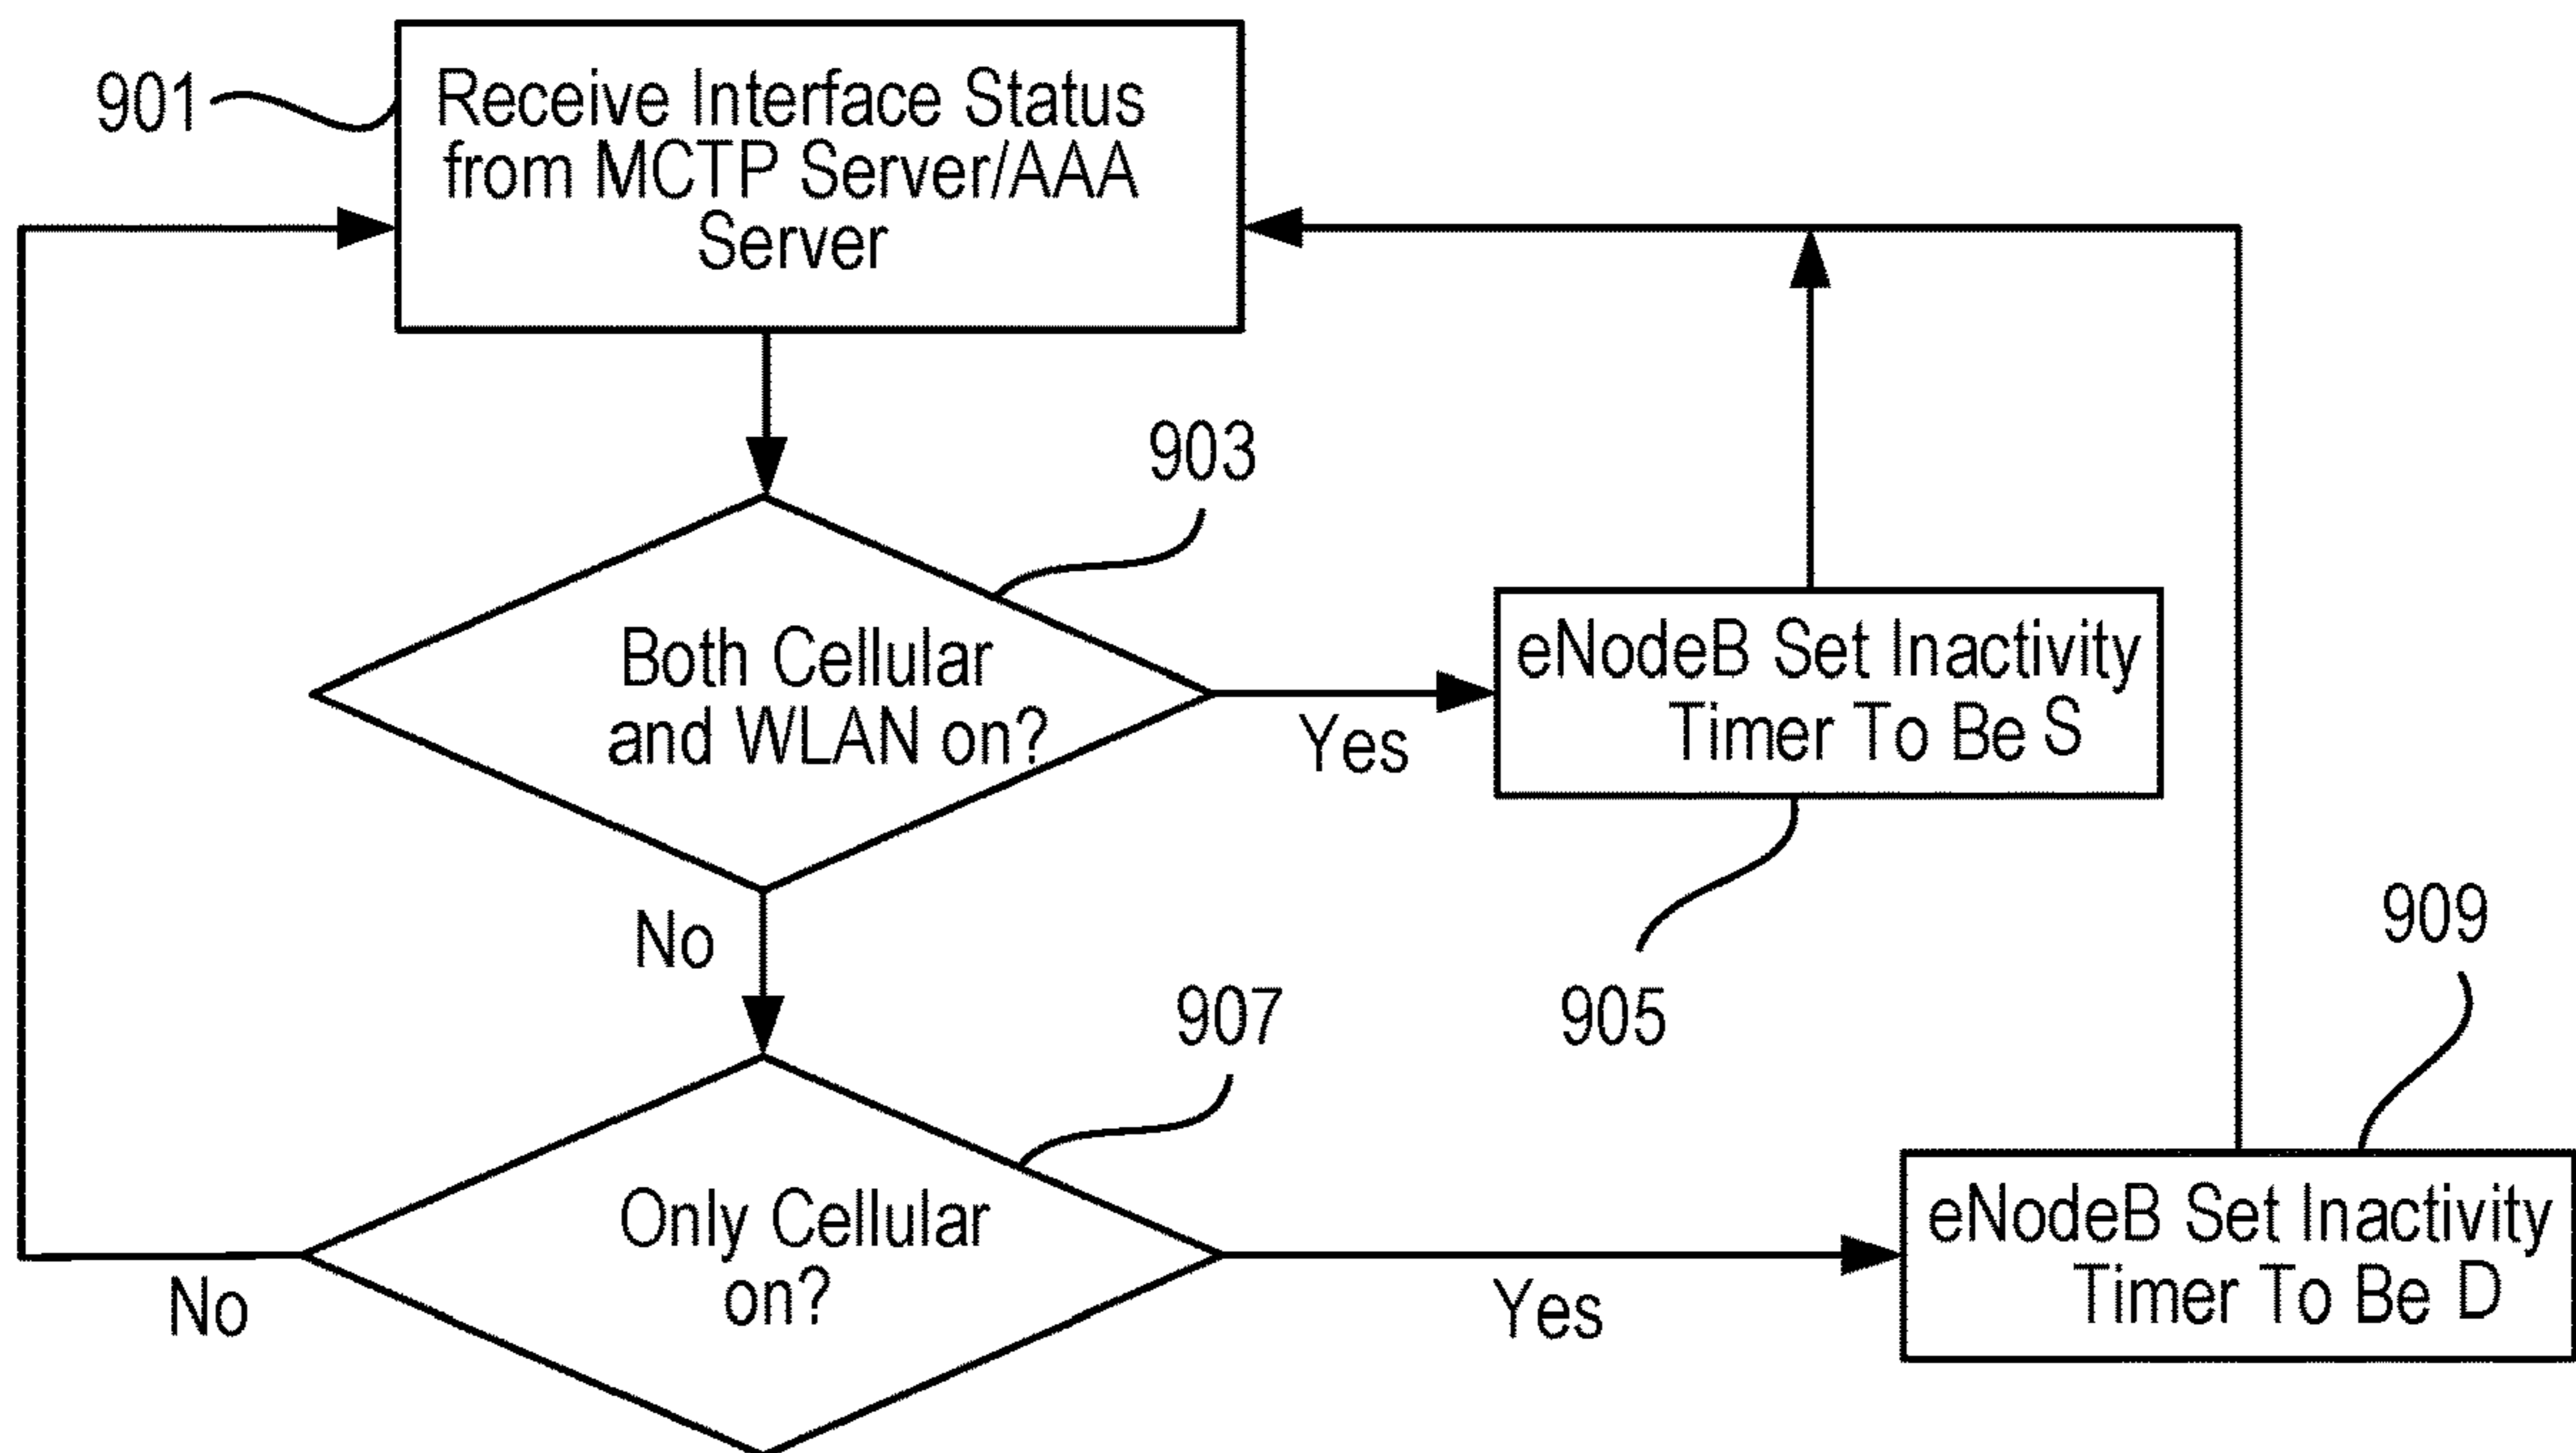 901
Receive Interface Status
from MCTP Server/AAA
Server
903
Both Cellular
and WLAN on?
Yes
eNodeB Set Inactivity
Timer To Be S
905
No
907
Only Cellular
on?
No
Yes
909
eNodeB Set Inactivity
Timer To Be D